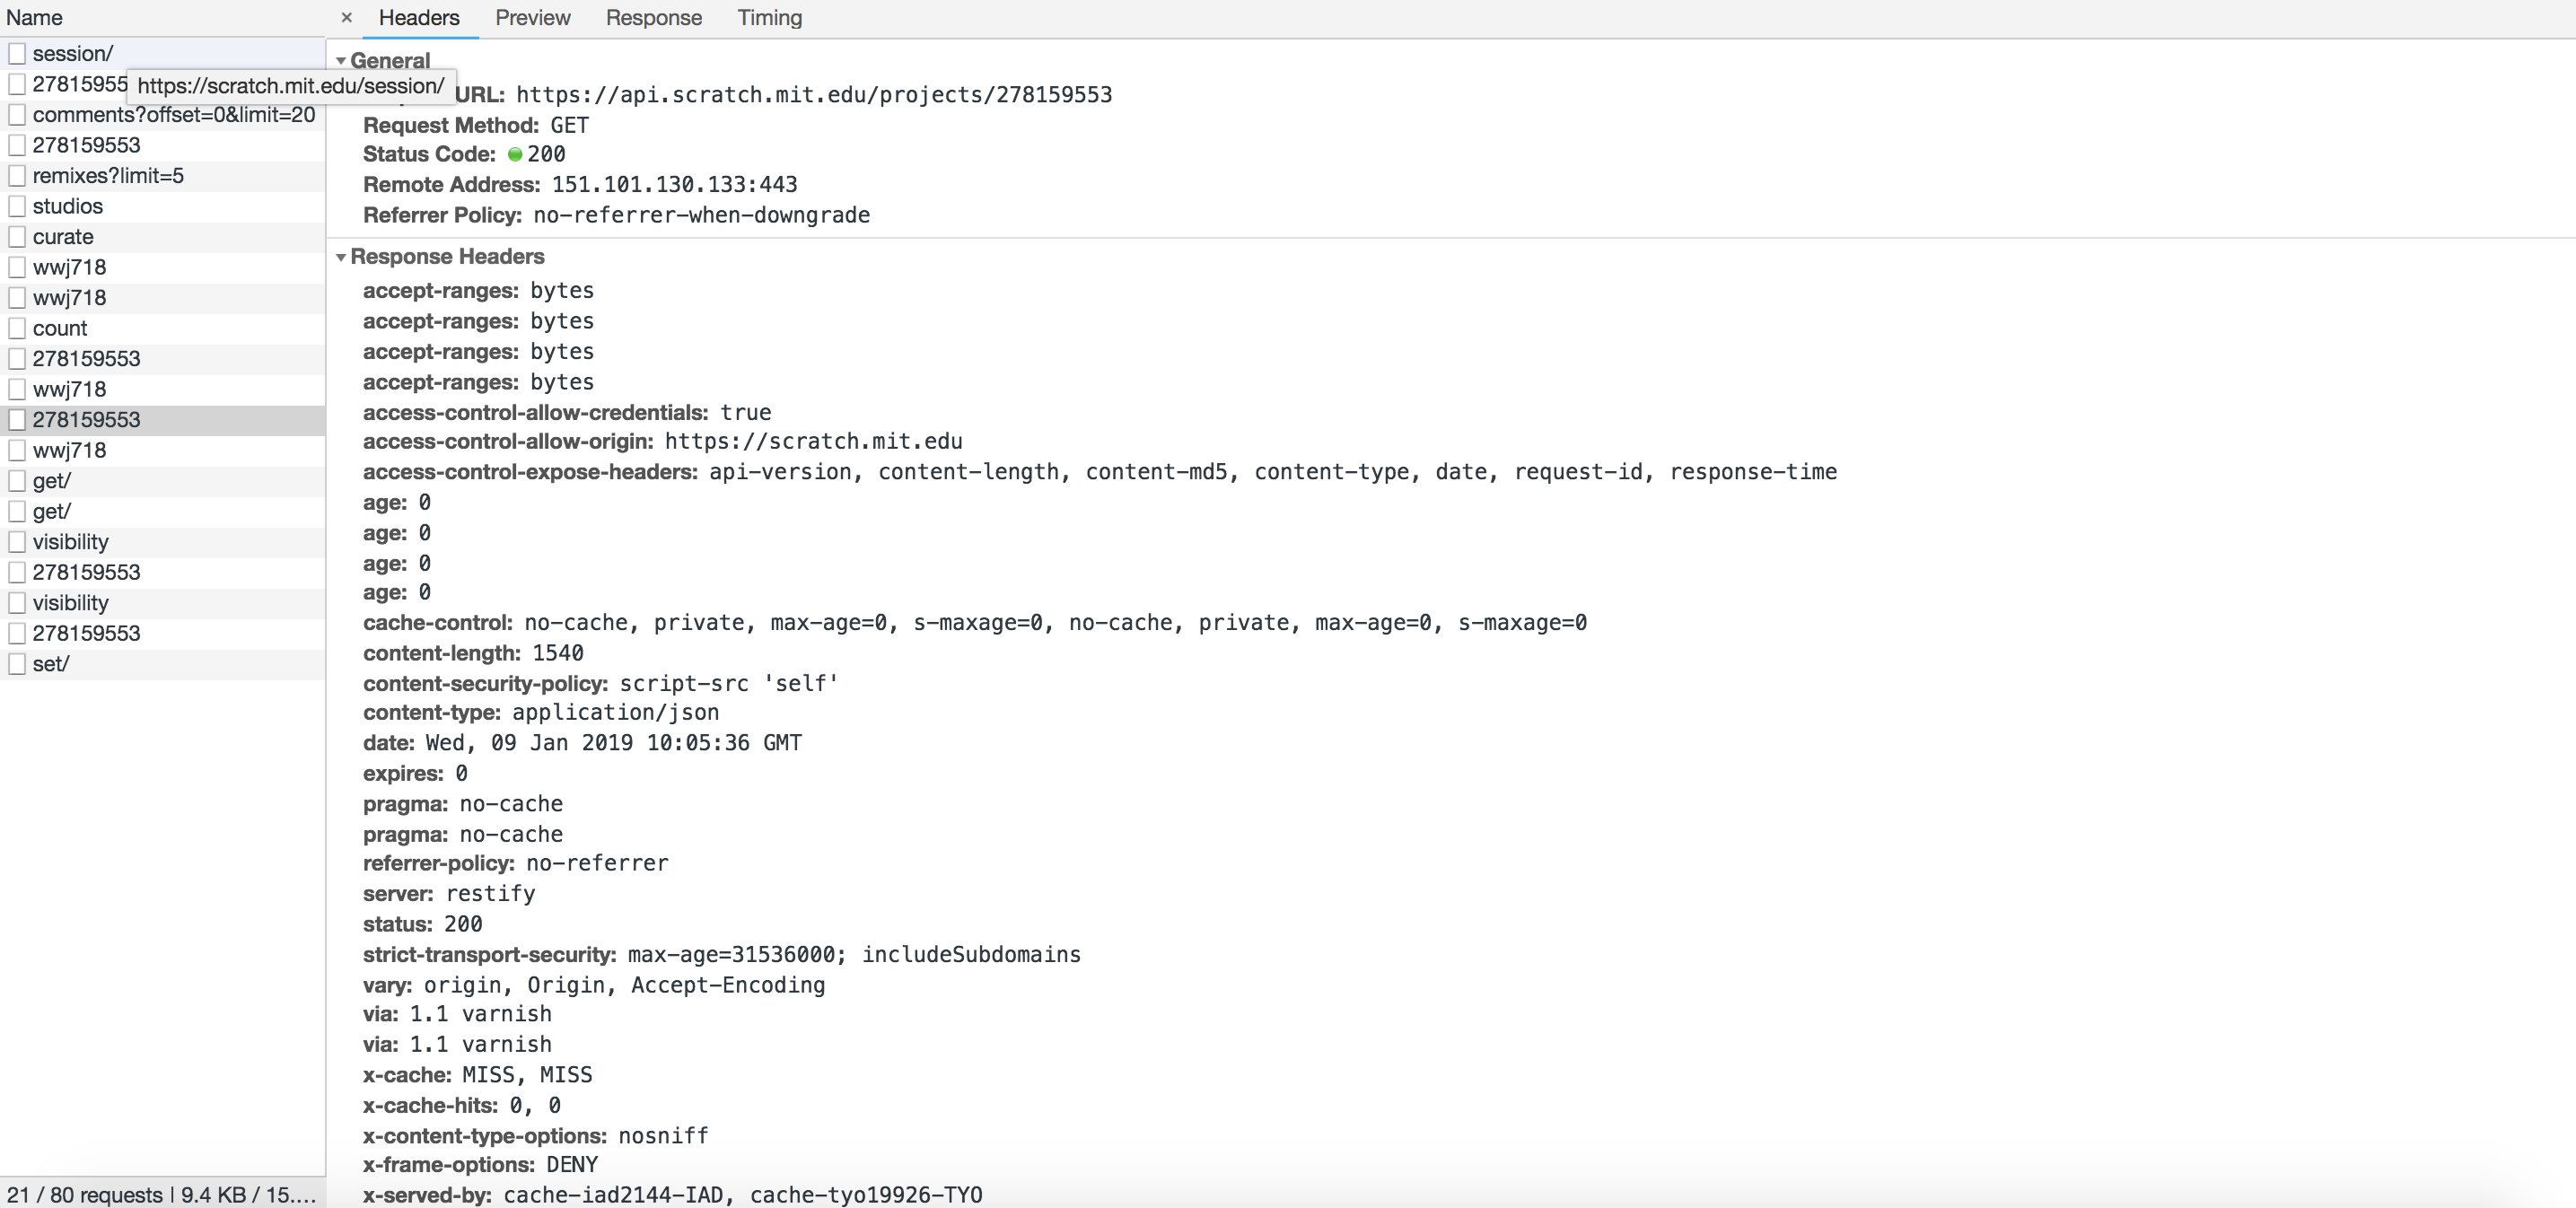 Name
session/
27815955
https://scratch.mit.edu/session/
comments?offset=0&limit=20
278159553
remixes?limit=5
studios
curate
wwj718
wwj718
count
278159553
wwj718
278159553
wwj718
get/
get/
visibility
278159553
visibility
278159553
set/
21 / 80 requests | 9.4 KB / 15....
× Headers Preview Response Timing
General
URL: https://api.scratch.mit.edu/projects/278159553
Request Method: GET
Status Code: 200
Remote Address: 151.101.130.133:443
Referrer Policy: no-referrer-when-downgrade
Response Headers
accept-ranges: bytes
accept-ranges: bytes
accept-ranges: bytes
accept-ranges: bytes
access-control-allow-credentials: true
access-control-allow-origin: https://scratch.mit.edu
access-control-expose-headers: api-version, content-length, content-md5, content-type, date, request-id, response-time
age: 0
age: 0
age: 0
age: 0
cache-control: no-cache, private, max-age=0, s-maxage=0, no-cache, private, max-age=0, s-maxage=0
content-length: 1540
content-security-policy: script-src 'self'
content-type: application/json
date: Wed, 09 Jan 2019 10:05:36 GMT
expires: 0
pragma: no-cache
pragma: no-cache
referrer-policy: no-referrer
server: restify
status: 200
strict-transport-security: max-age=31536000; includeSubdomains
vary: origin, Origin, Accept-Encoding
via: 1.1 varnish
via: 1.1 varnish
x-cache: MISS, MISS
x-cache-hits: 0, 0
x-content-type-options: nosniff
x-frame-options: DENY
x-served-by: cache-iad2144-IAD, cache-tyo19926-TYO